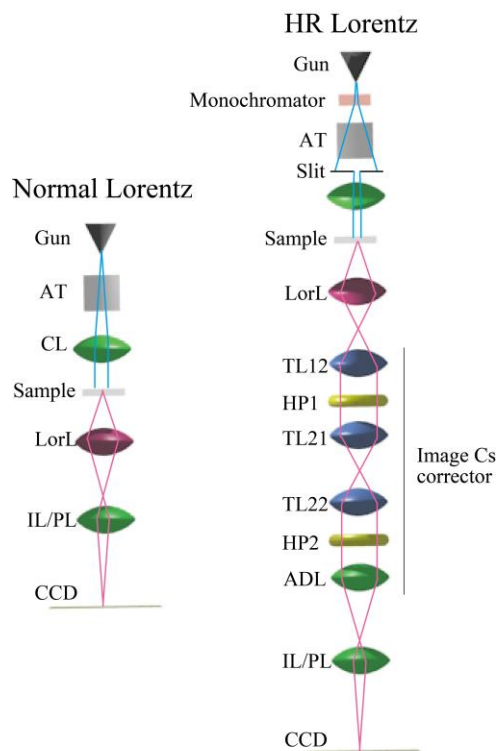 Normal Lorentz
Gun
AT
CL
Sample
LorL
IL/PL
CCD
HR Lorentz
Gun
Monochromator
AT
Slit
Sample
LorL
TL12
HP1
TL21
TL22
HP2
ADL
Image Cs
corrector
IL/PL
CCD